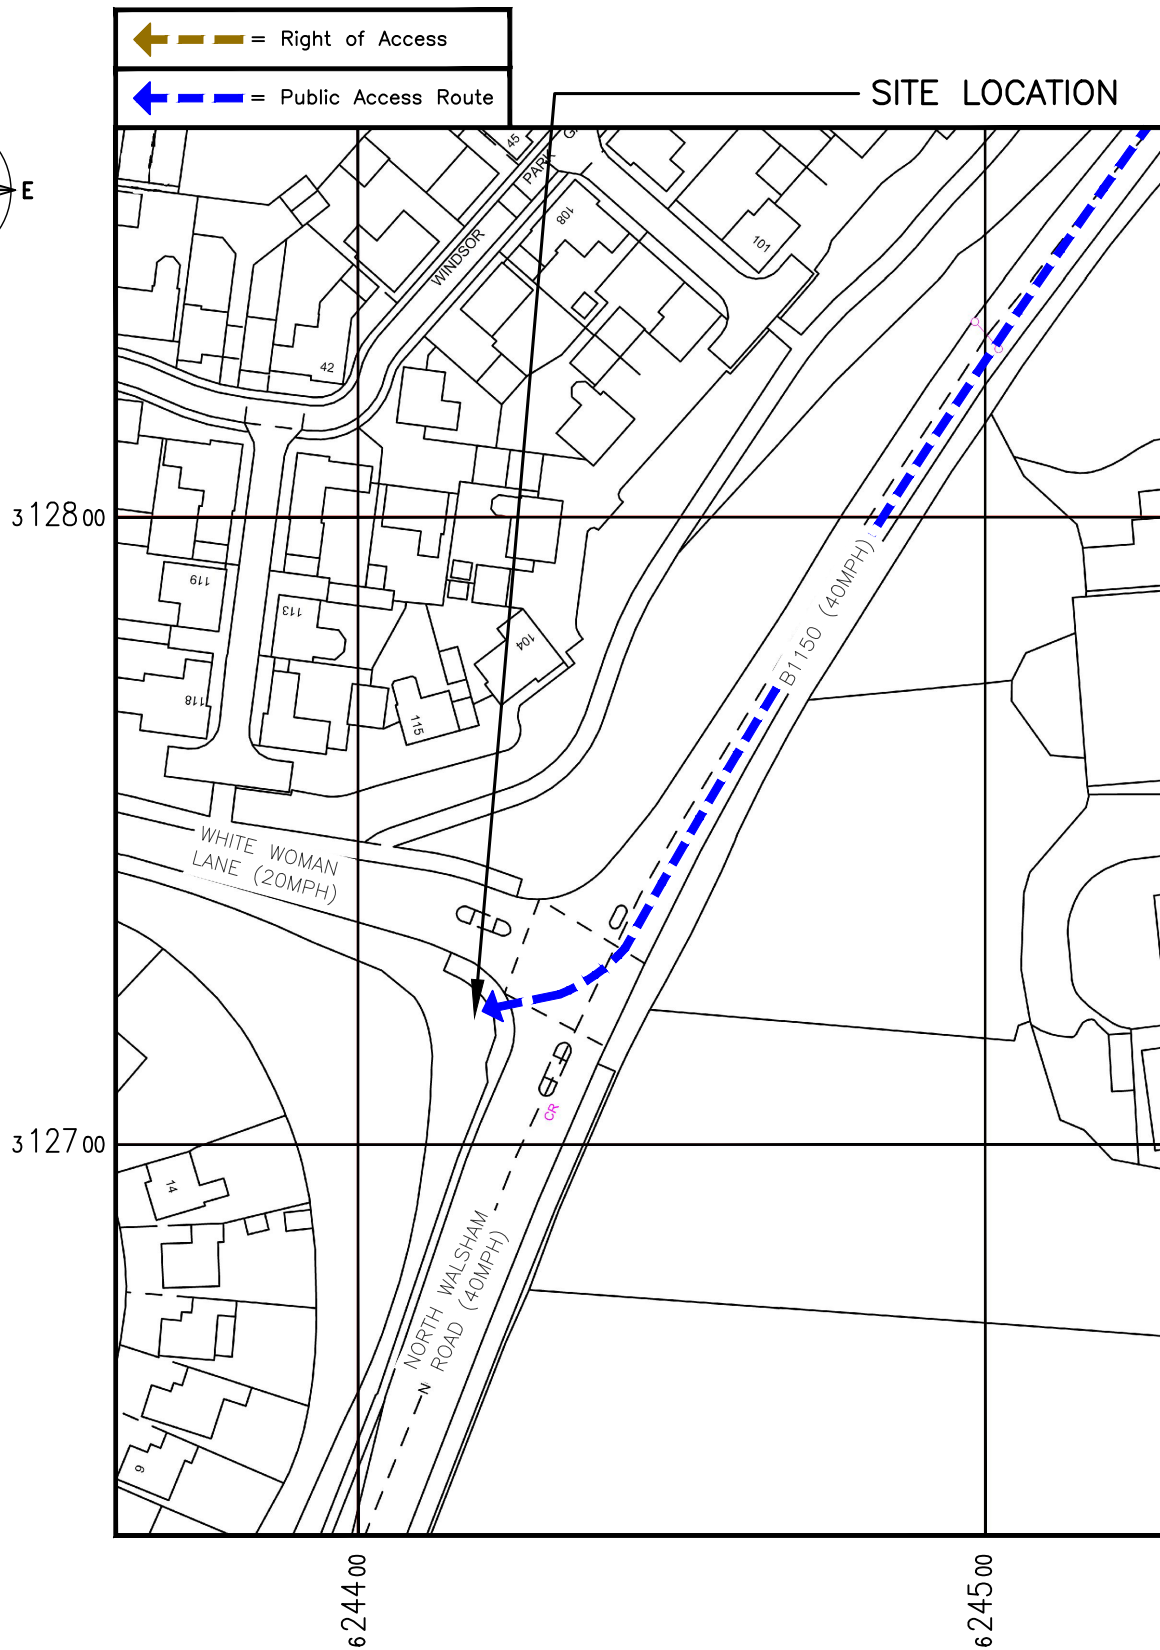 = Right of Access
= Public Access Route
SITE LOCATION
E
45
PARK
G
108
101
WINDSOR
42
312800
B1150 (40MPH)
119
113
104
118
115
WHITE WOMAN
LANE (20MPH)
CR
312700
14
NORTH WALSHAM
ROAD (40MPH)
N
9
624400
624500